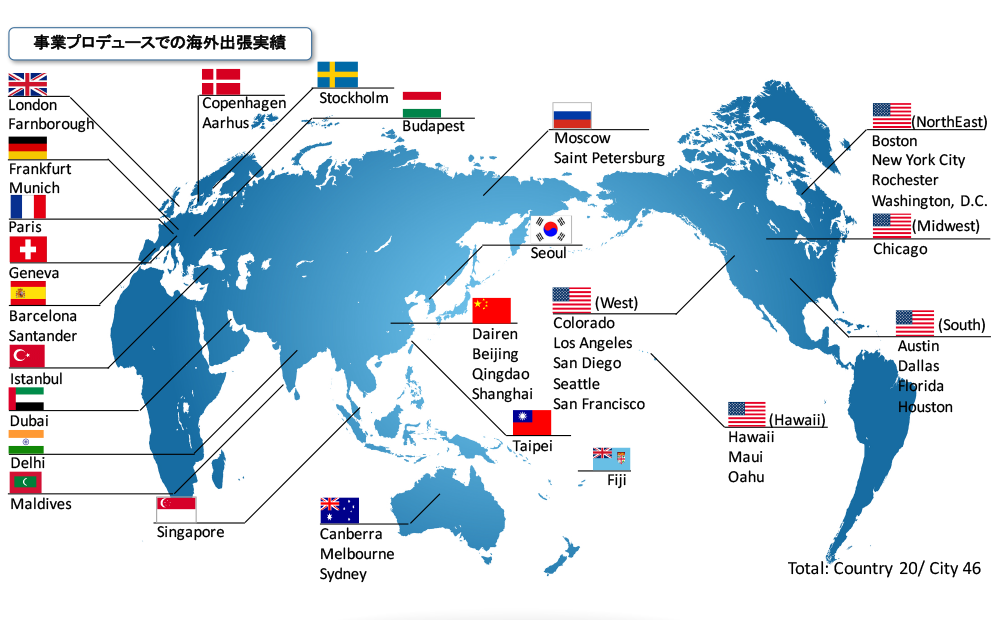 事業プロデュースでの海外出張実績
London
Farnborough
Frankfurt
Munich
Paris
Geneva
Barcelona
Santander
Istanbul
Dubai
Delhi
Maldives
Singapore
Copenhagen
Aarhus
Stockholm
Budapest
Moscow
Saint Petersburg
Seoul
Dairen
Beijing
Qingdao
Shanghai
Taipei
Canberra
Melbourne
Sydney
Fiji
(West)
Colorado
Los Angeles
San Diego
Seattle
San Francisco
(Hawaii)
Hawaii
Maui
Oahu
(NorthEast)
Boston
New York City
Rochester
Washington, D.C.
(Midwest)
Chicago
(South)
Austin
Dallas
Florida
Houston
Total: Country 20/ City 46